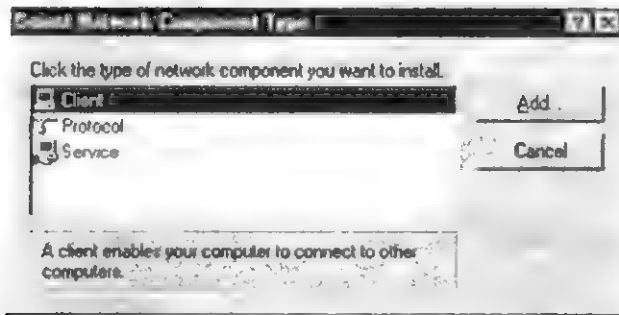 Select Network Component Type
Click the type of network component you want to install.
Client
Protocol
Service
Add...
Cancel
A client enables your computer to connect to other
computers.